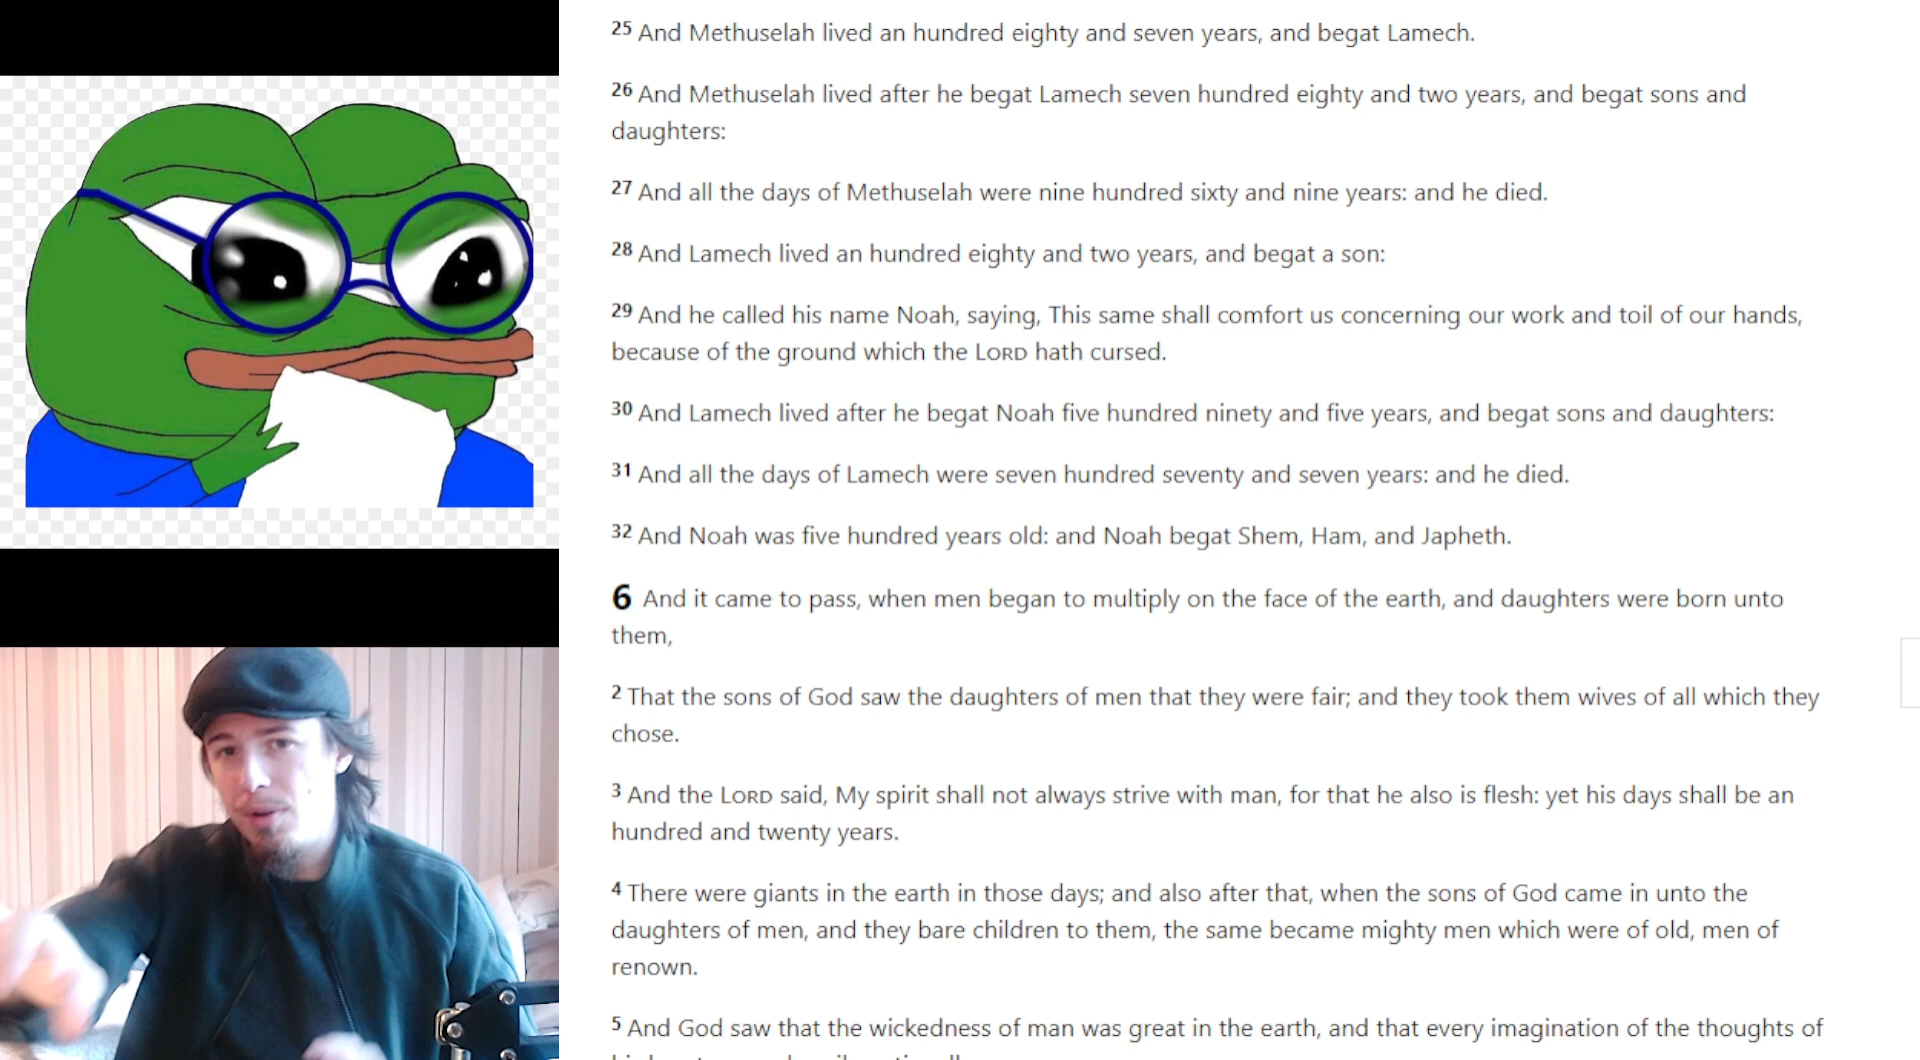 25 And Methuselah lived an hundred eighty and seven years, and begat Lamech.
26 And Methuselah lived after he begat Lamech seven hundred eighty and two years, and begat sons and
daughters:
27 And all the days of Methuselah were nine hundred sixty and nine years: and he died.
28 And Lamech lived an hundred eighty and two years, and begat a son:
29 And he called his name Noah, saying, This same shall comfort us concerning our work and toil of our hands,
because of the ground which the LORD hath cursed.
30 And Lamech lived after he begat Noah five hundred ninety and five years, and begat sons and daughters:
31 And all the days of Lamech were seven hundred seventy and seven years: and he died.
32 And Noah was five hundred years old: and Noah begat Shem, Ham, and Japheth.
6 And it came to pass, when men began to multiply on the face of the earth, and daughters were born unto
them,
2 That the sons of God saw the daughters of men that they were fair; and they took them wives of all which they
chose.
3 And the LORD said, My spirit shall not always strive with man, for that he also is flesh: yet his days shall be an
hundred and twenty years.
4 There were giants in the earth in those days; and also after that, when the sons of God came in unto the
daughters of men, and they bare children to them, the same became mighty men which were of old, men of
renown.
5 And God saw that the wickedness of man was great in the earth, and that every imagination of the thoughts of